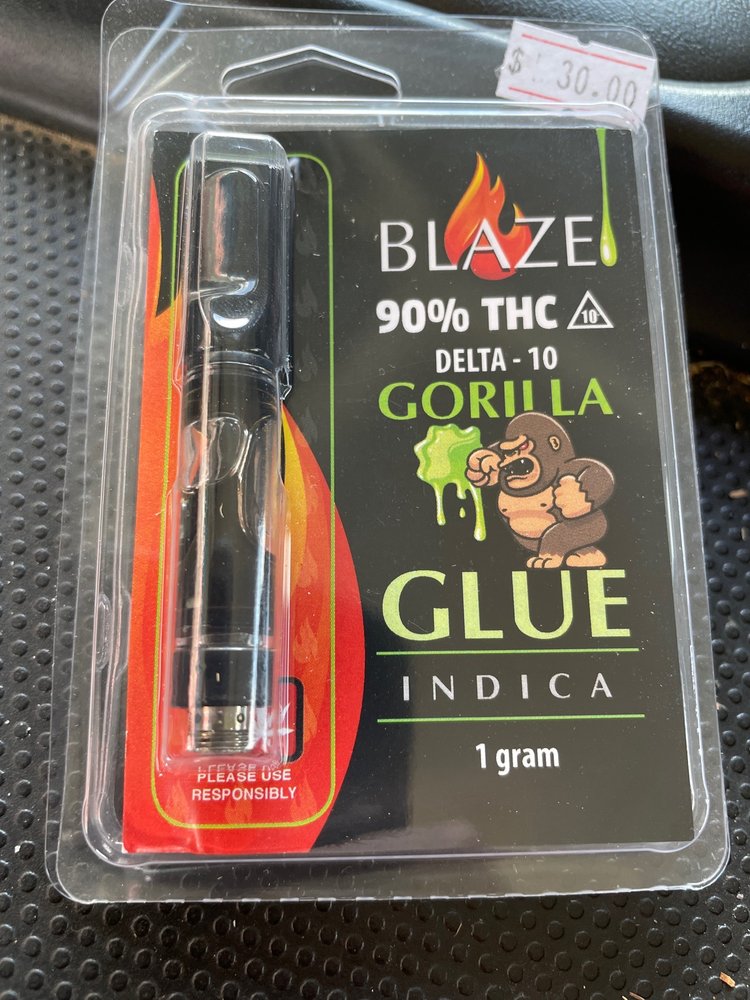 $ 30.00
BLAZE
90% THC 10
DELTA - 10
GORILLA
GLUE
INDICA
1 gram
PLEASE USE
RESPONSIBLY